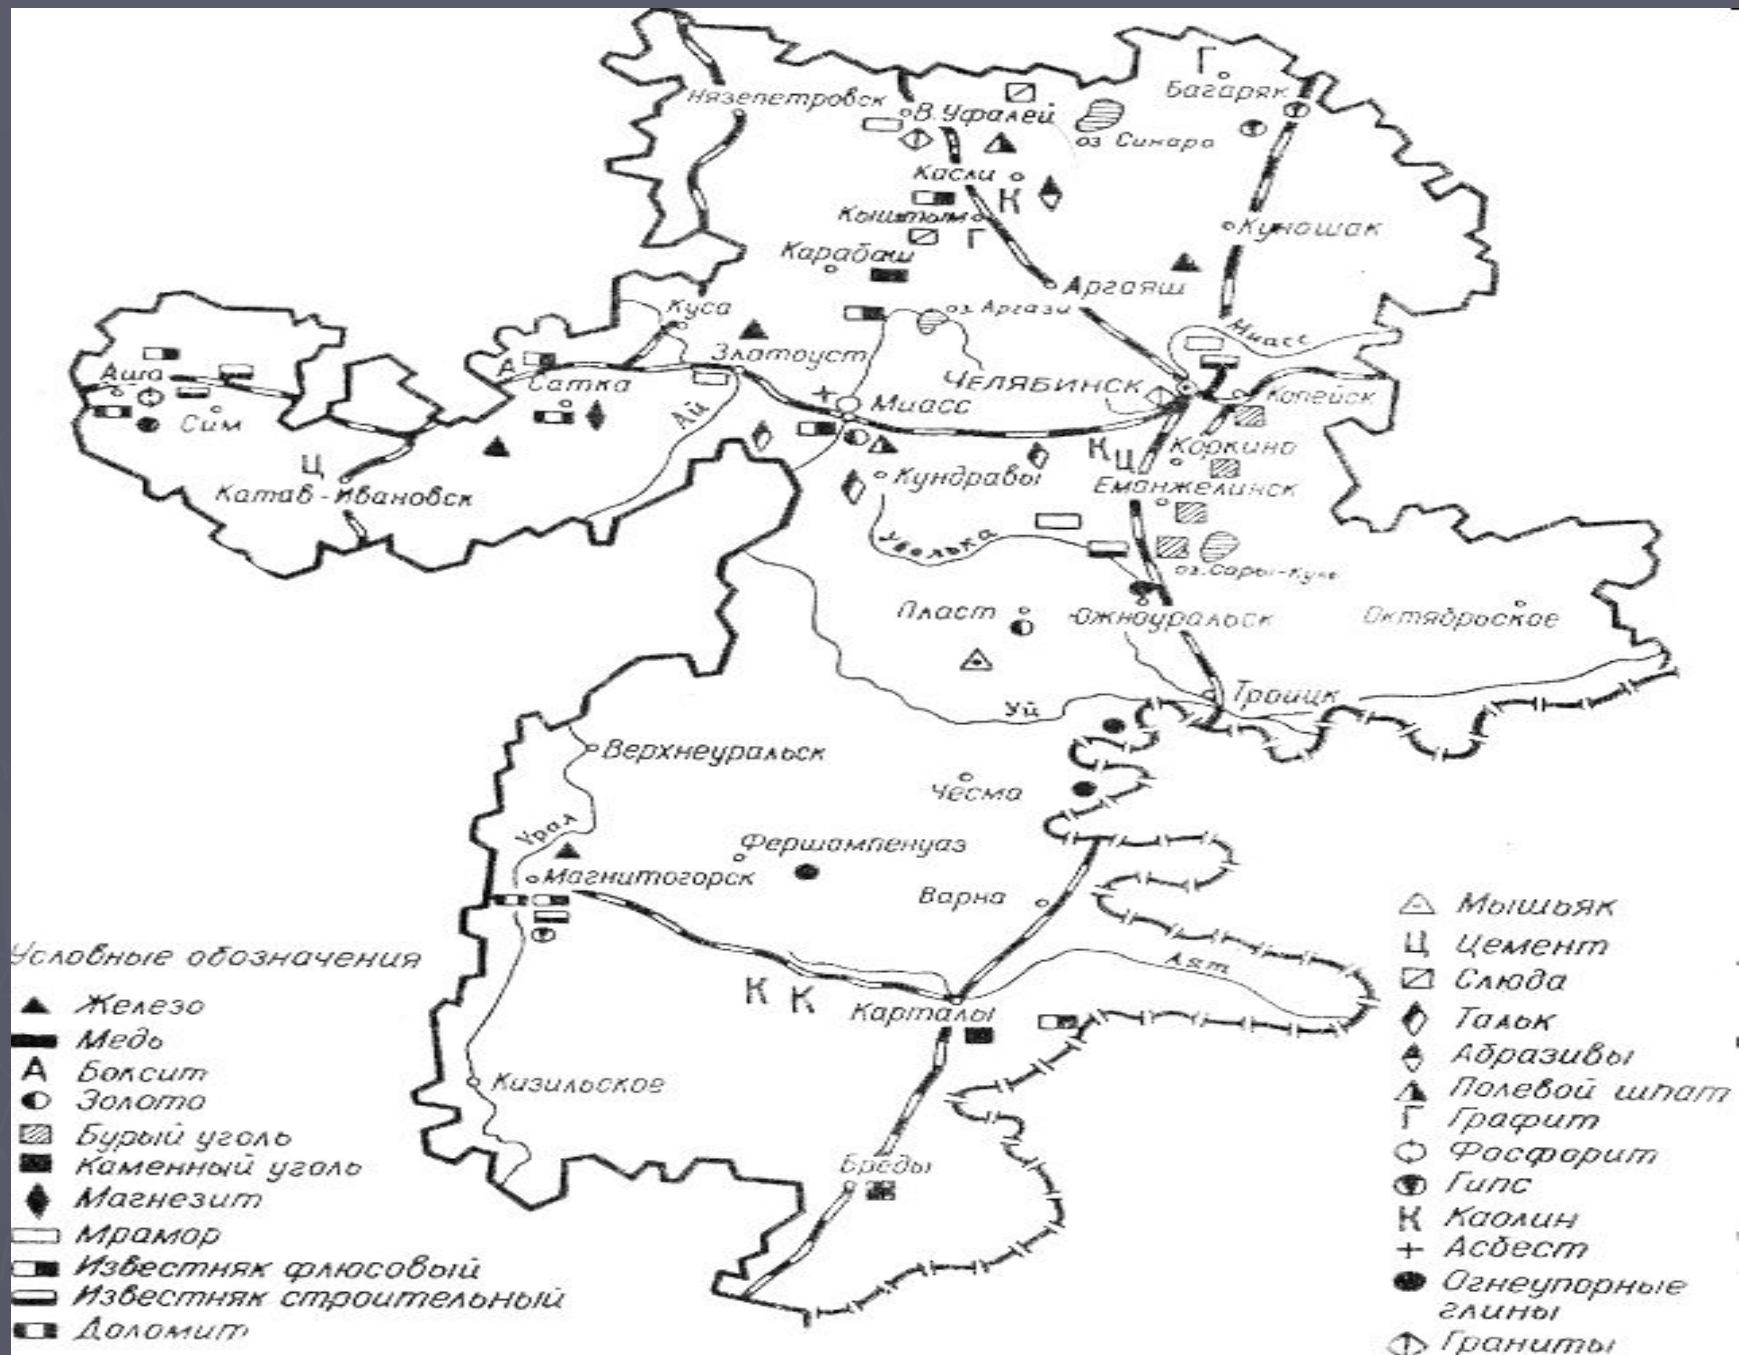 Г
Багаряк
Нязепетровск
В.Уфалей
оз Синара
Касли
К
Кыштым
Г
Куношак
Карабаш
Аргояш
Куса
оз. Аргази
Миасс
Златоуст
А
Аша
Сатка
ЧЕЛЯБИНСК
Копейск
Ай
Миасс
Сим
Коркино
К
Ц
Ц
Кундравы
Еманжелинск
Катав-Ивановск
Увелька
оз.Сары-Куль
Пласт
Южноуральск
Октябрьское
Троицк
Уй
Верхнеуральск
Чесма
Урал
Фершампенуаз
Магнитогорск
Варна
Аят
К К
Карталы
Кизильское
Бреды
Условные обозначения
Железо
Медь
А Боксит
Золото
Бурый уголь
Каменный уголь
Магнезит
Мрамор
Известняк флюсовый
Известняк строительный
Доломит
Мышьяк
Ц Цемент
Слюда
Тальк
Абразивы
Полевой шпат
Г Графит
Фосфорит
Гипс
К Каолин
+ Асбест
Огнеупорные
глины
Граниты